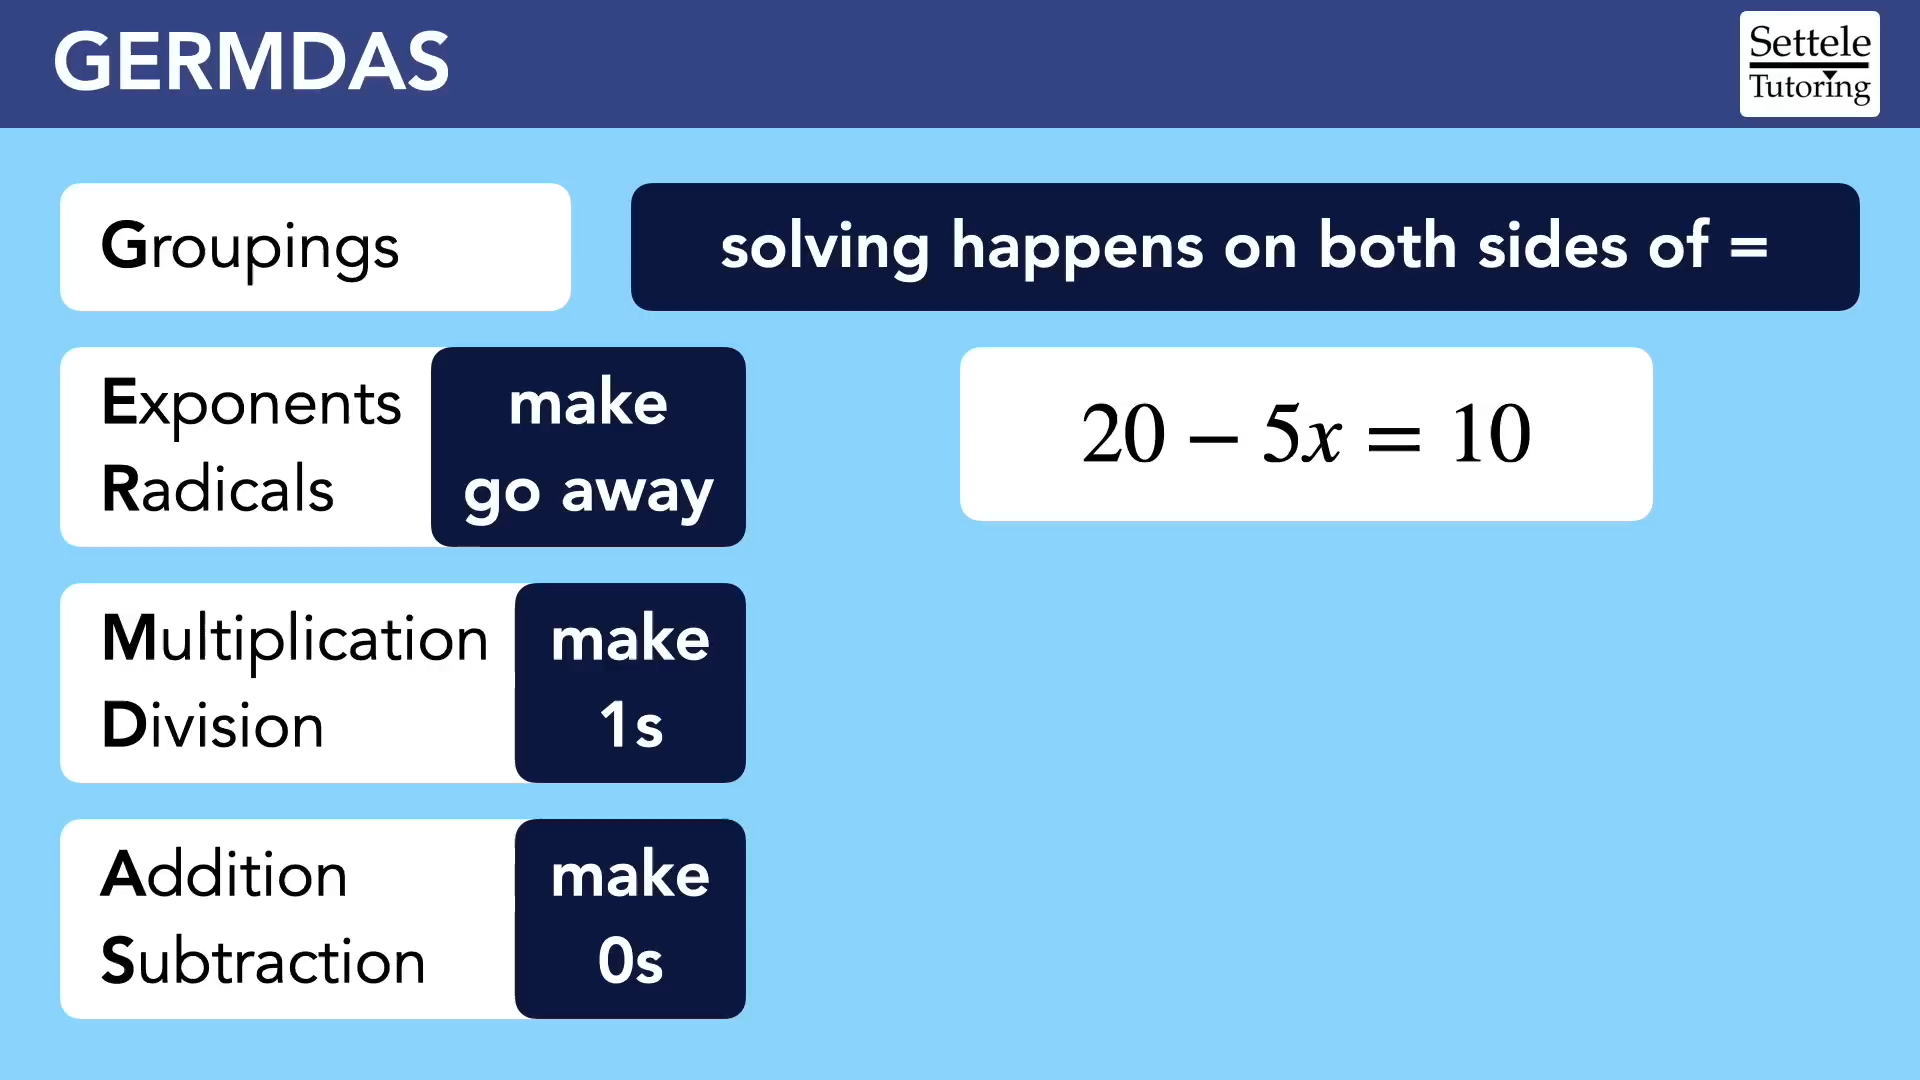 GERMDAS
Settele
Tutoring
Groupings
solving happens on both sides of =
Exponents
Radicals
make
go away
20 − 5x = 10
Multiplication
Division
make
1s
Addition
Subtraction
make
0s